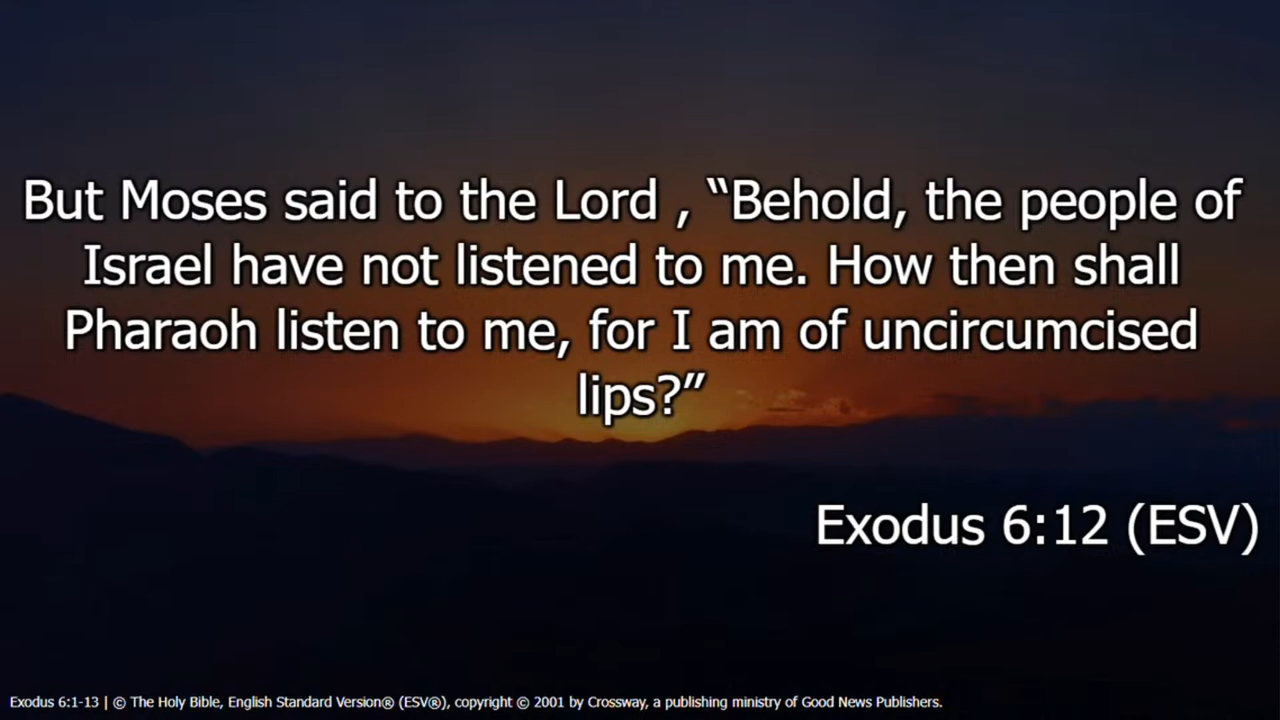 But Moses said to the Lord , “Behold, the people of
Israel have not listened to me. How then shall
Pharaoh listen to me, for I am of uncircumcised
lips?”
Exodus 6:12 (ESV)
Exodus 6:1-13 | © The Holy Bible, English Standard Version® (ESV®), copyright © 2001 by Crossway, a publishing ministry of Good News Publishers.